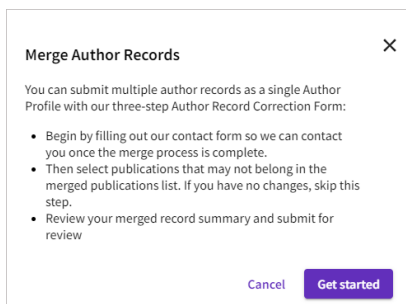 Merge Author Records
You can submit multiple author records as a single Author
Profile with our three-step Author Record Correction Form:
• Begin by filling out our contact form so we can contact
you once the merge process is complete.
• Then select publications that may not belong in the
merged publications list. If you have no changes, skip this
step.
• Review your merged record summary and submit for
review
Cancel Get started